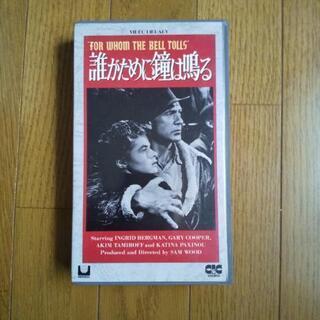 VIDEO LIBRARY
"FOR WHOM THE BELL TOLLS"
誰がために鐘は鳴る
Starring INGRID BERGMAN, GARY COOPER,
AKIM TAMIROFF and KATINA PAXINOU
Produced and Directed by SAM WOOD
CIC